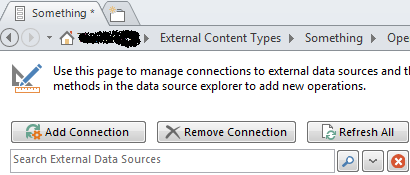 Something *
External Content Types Something Ope
Use this page to manage connections to external data sources and th
methods in the data source explorer to add new operations.
Add Connection Remove Connection Refresh All
Search External Data Sources